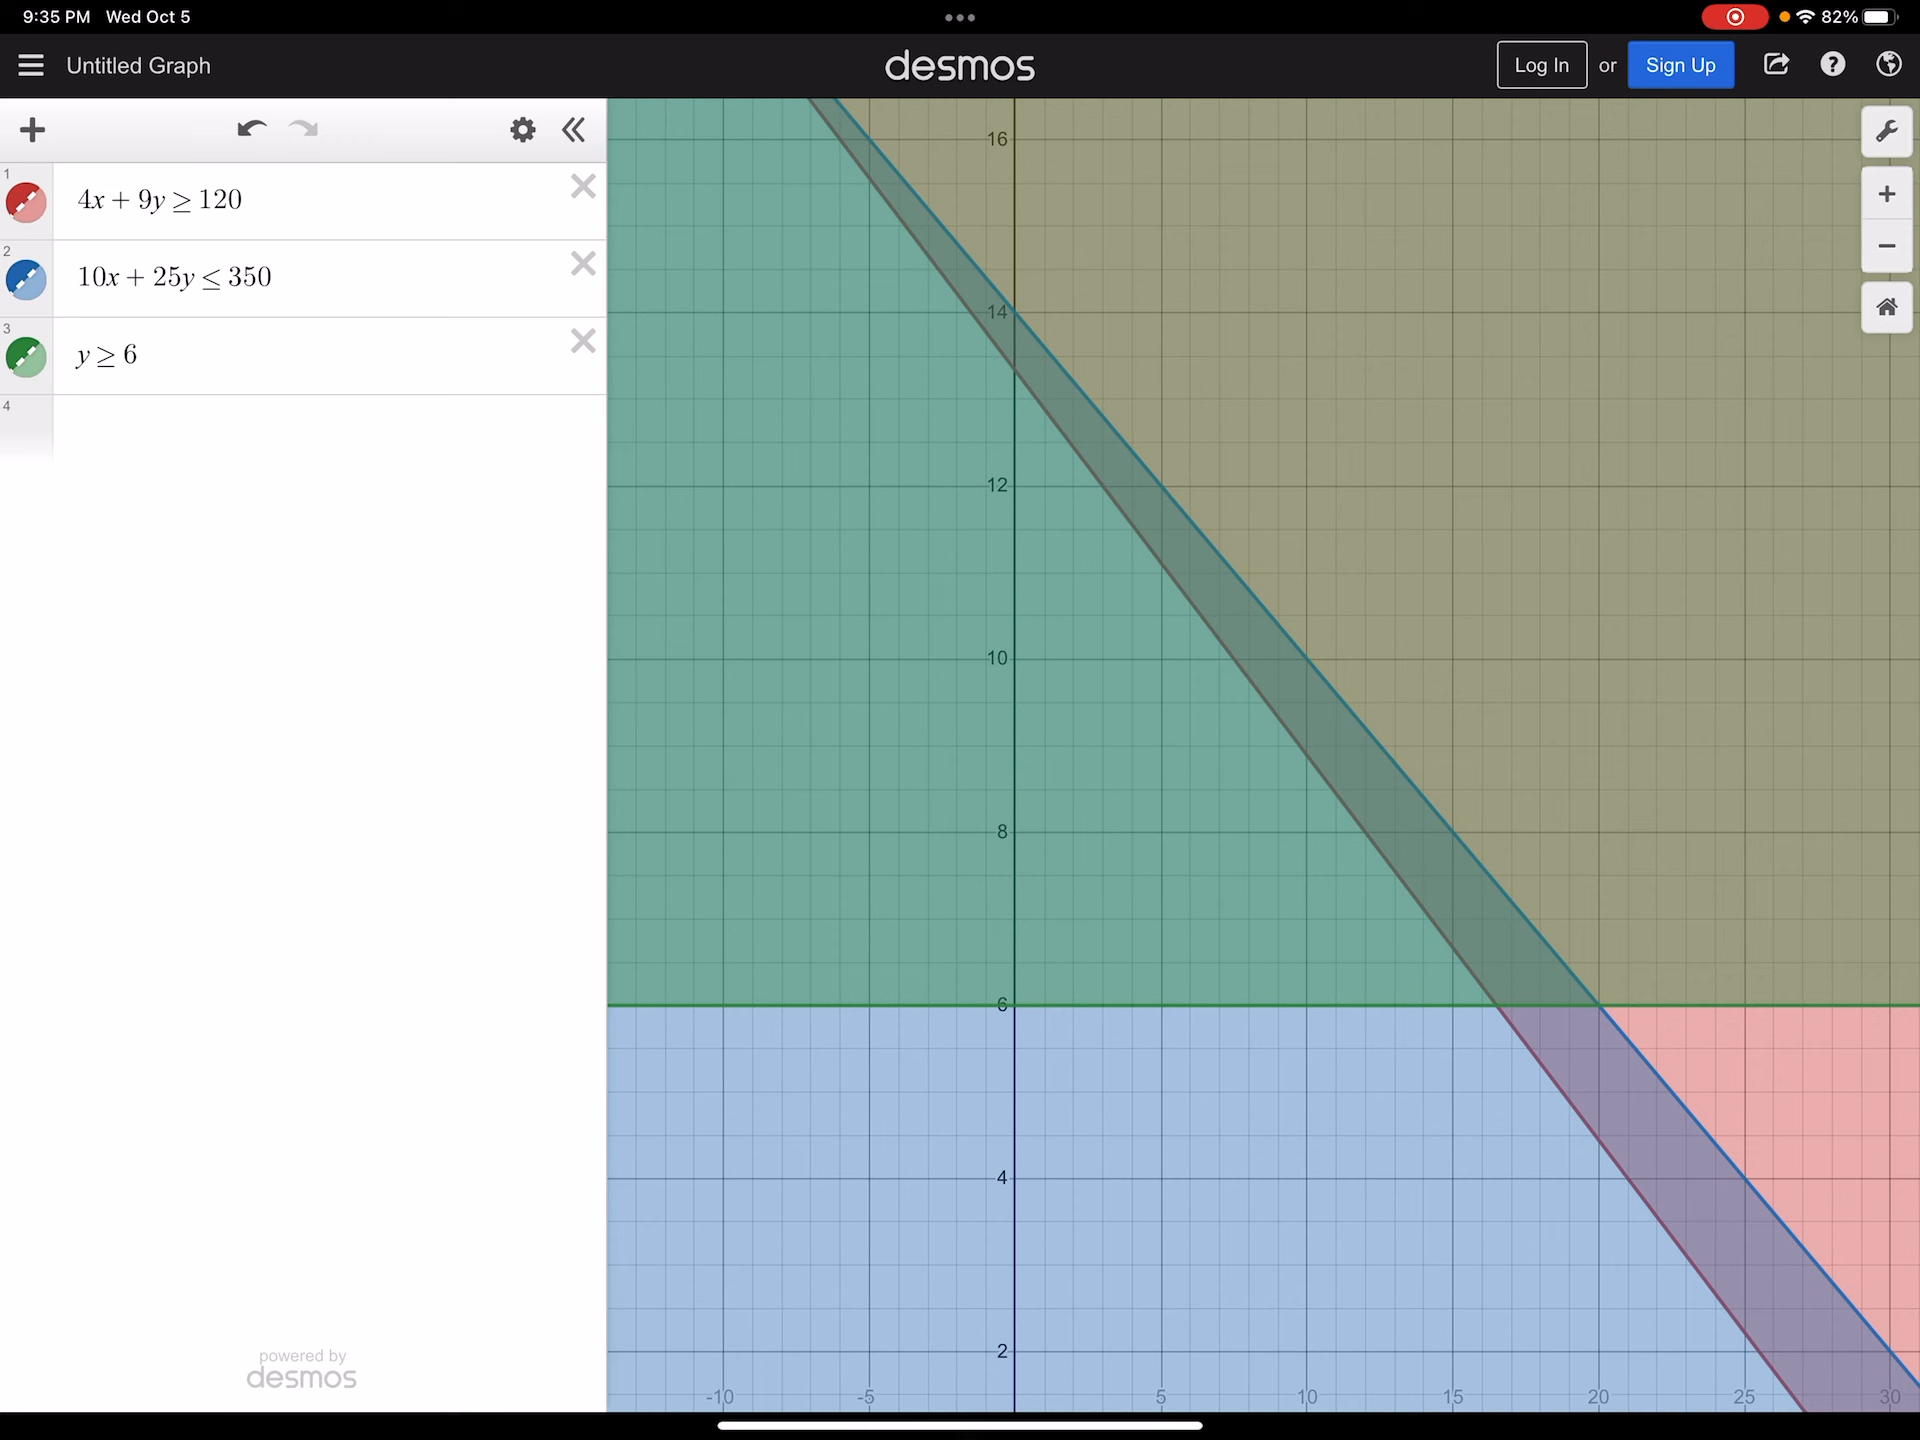 9:35 PM Wed Oct 5
82%
Untitled Graph
desmos
Log In or Sign Up
1
4x + 9y ≥ 120
2
10x + 25y ≤ 350
3
y ≥ 6
4
powered by
desmos
16
14
12
10
8
6
4
2
-10 -5 5 10 15 20 25 30